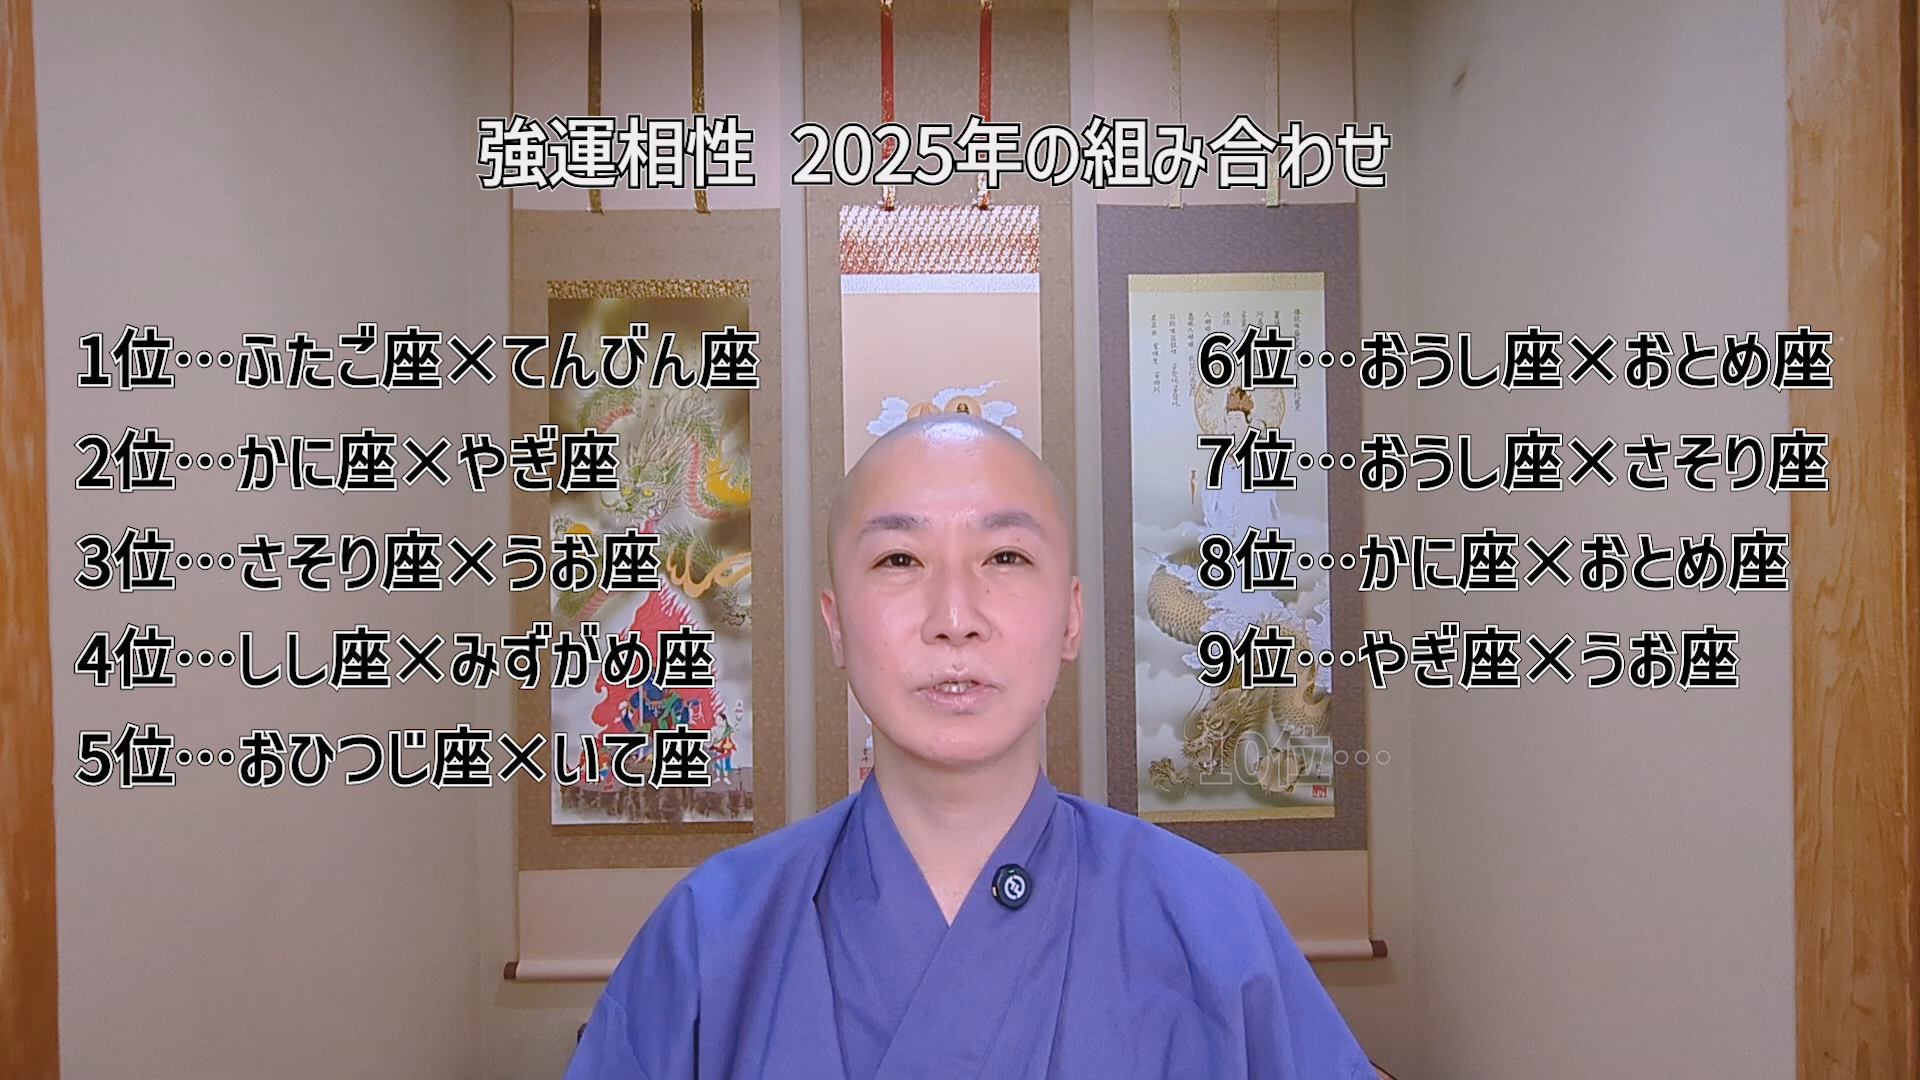 強運相性 2025年の組み合わせ
1位…ふたご座×てんびん座
2位…かに座×やぎ座
3位…さそり座×うお座
4位…しし座×みずがめ座
5位…おひつじ座×いて座
6位…おうし座×おとめ座
7位…おうし座×さそり座
8位…かに座×おとめ座
9位…やぎ座×うお座
10位…